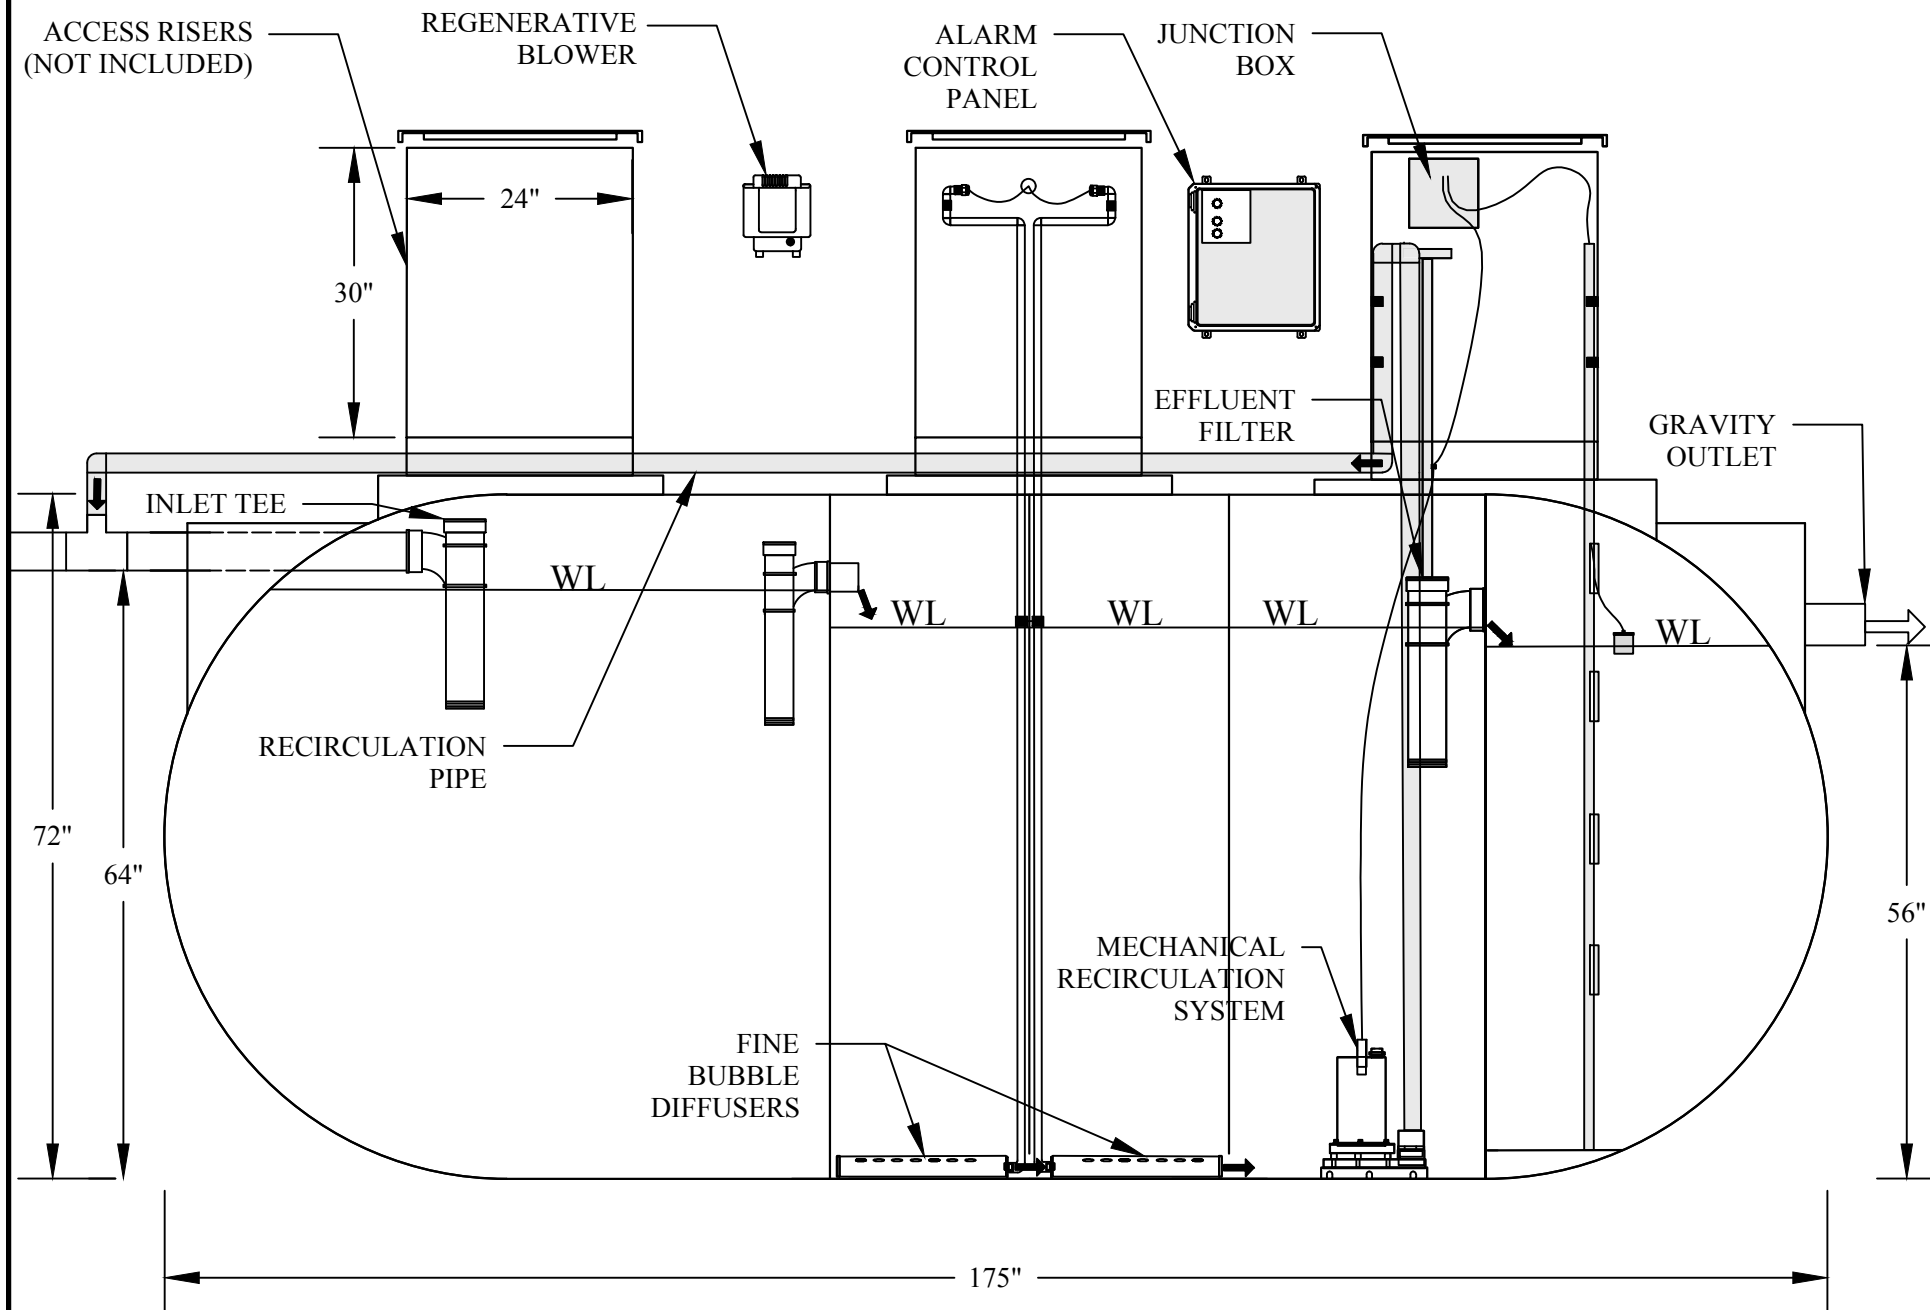 ACCESS RISERS
(NOT INCLUDED)
REGENERATIVE
BLOWER
ALARM
CONTROL
PANEL
JUNCTION
BOX
24"
30"
EFFLUENT
FILTER
GRAVITY
OUTLET
INLET TEE
WL
WL
WL
WL
WL
RECIRCULATION
PIPE
72"
64"
56"
MECHANICAL
RECIRCULATION
SYSTEM
FINE
BUBBLE
DIFFUSERS
175"